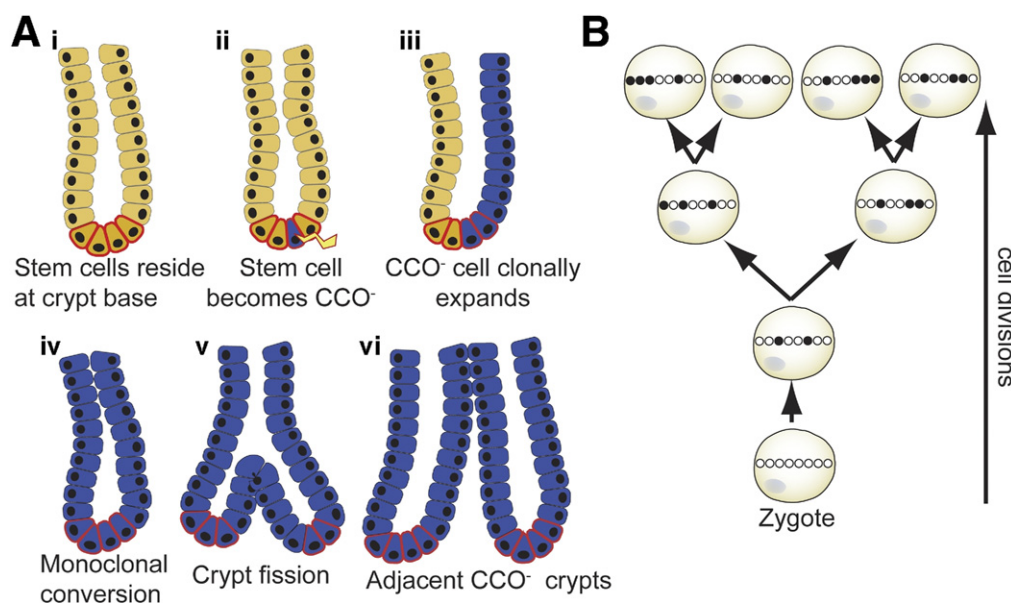 A
i
ii
iii
Stem cells reside
at crypt base
Stem cell
becomes CCO⁻
CCO⁻ cell clonally
expands
iv
v
vi
Monoclonal
conversion
Crypt fission
Adjacent CCO⁻ crypts
B
cell divisions
Zygote